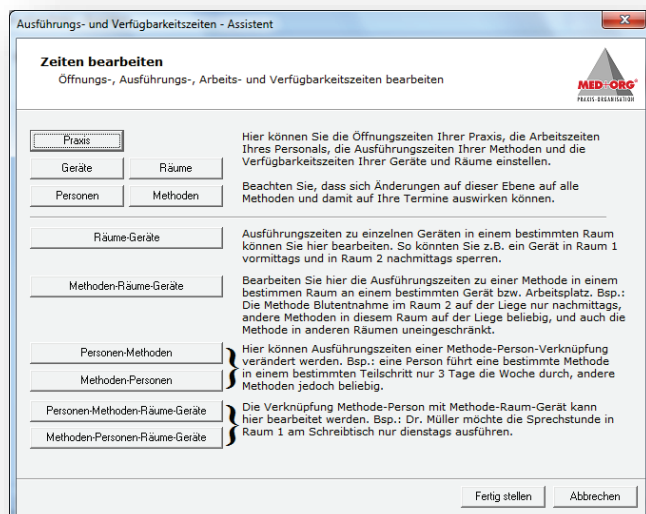 Ausführungs- und Verfügbarkeitszeiten - Assistent
Zeiten bearbeiten
Öffnungs-, Ausführungs-, Arbeits- und Verfügbarkeitszeiten bearbeiten
MED-ORG®
PRAXIS-ORGANISATION
Praxis
Geräte
Räume
Personen
Methoden
Hier können Sie die Öffnungszeiten Ihrer Praxis, die Arbeitszeiten
Ihres Personals, die Ausführungszeiten Ihrer Methoden und die
Verfügbarkeitszeiten Ihrer Geräte und Räume einstellen.
Beachten Sie, dass sich Änderungen auf dieser Ebene auf alle
Methoden und damit auf Ihre Termine auswirken können.
Räume-Geräte
Ausführungszeiten zu einzelnen Geräten in einem bestimmten Raum
können Sie hier bearbeiten. So könnten Sie z.B. ein Gerät in Raum 1
vormittags und in Raum 2 nachmittags sperren.
Methoden-Räume-Geräte
Bearbeiten Sie hier die Ausführungszeiten zu einer Methode in einem
bestimmen Raum an einem bestimmten Gerät bzw. Arbeitsplatz. Bsp.:
Die Methode Blutentnahme im Raum 2 auf der Liege nur nachmittags,
andere Methoden in diesem Raum auf der Liege beliebig, und auch die
Methode in anderen Räumen uneingeschränkt.
Personen-Methoden
Methoden-Personen
Hier können Ausführungszeiten einer Methode-Person-Verknüpfung
verändert werden. Bsp.: eine Person führt eine bestimmte Methode
in einem bestimmten Teilschritt nur 3 Tage die Woche durch, andere
Methoden jedoch beliebig.
Personen-Methoden-Räume-Geräte
Methoden-Personen-Räume-Geräte
Die Verknüpfung Methode-Person mit Methode-Raum-Gerät kann
hier bearbeitet werden. Bsp.: Dr. Müller möchte die Sprechstunde in
Raum 1 am Schreibtisch nur dienstags ausführen.
Fertig stellen
Abbrechen